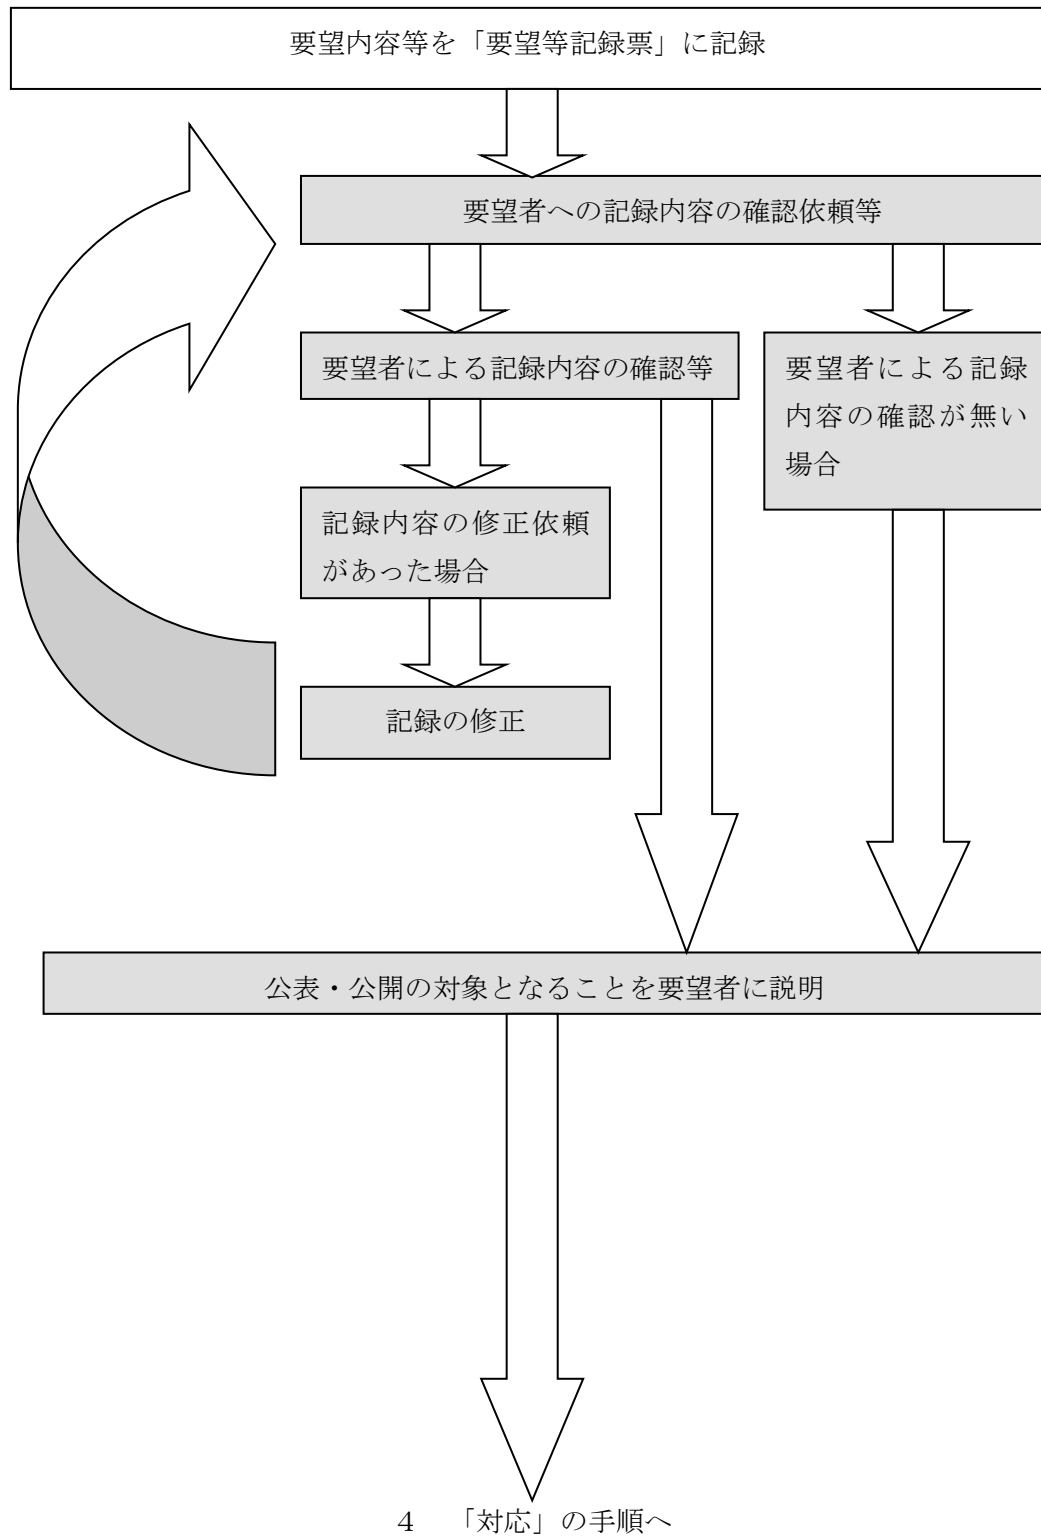 要望内容等を「要望等記録票」に記録
要望者への記録内容の確認依頼等
要望者による記録内容の確認等
要望者による記録
内容の確認が無い
場合
記録内容の修正依頼
があった場合
記録の修正
公表・公開の対象となることを要望者に説明
4　「対応」の手順へ